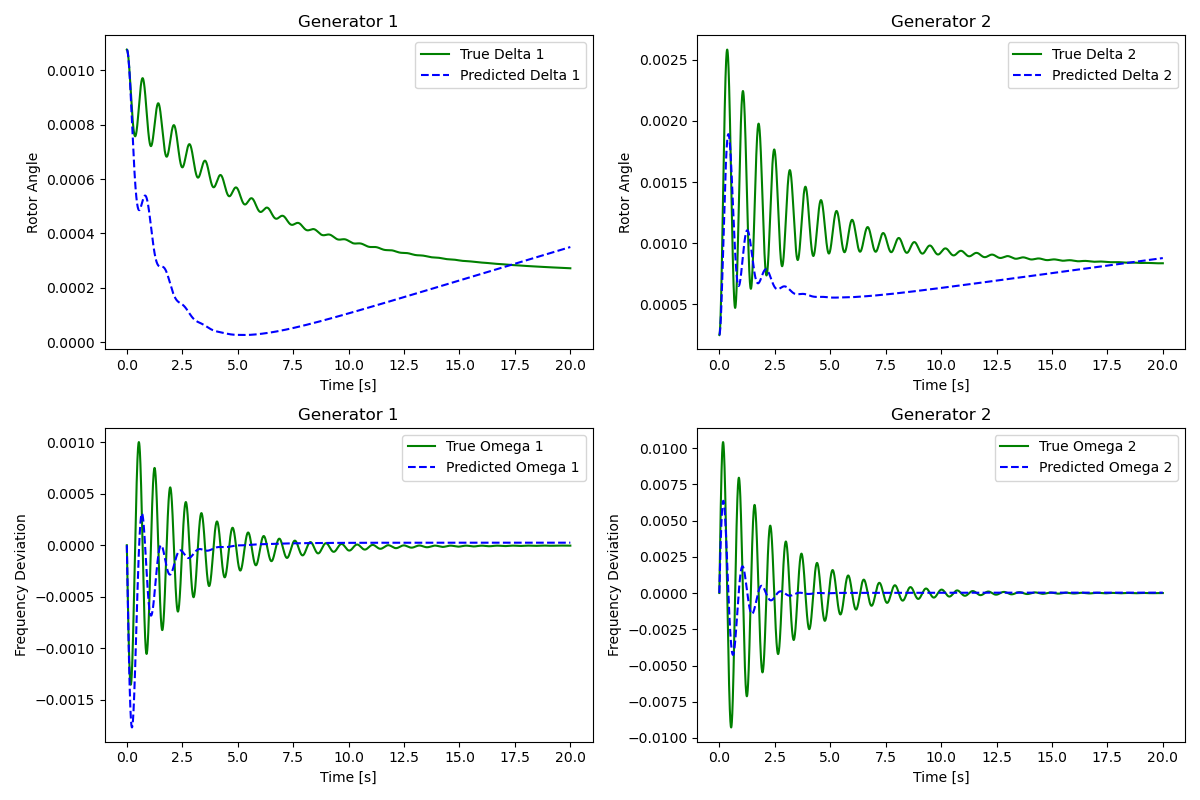 Generator 1
True Delta 1
Predicted Delta 1
0.0010
0.0008
0.0006
0.0004
0.0002
0.0000
Rotor Angle
0.0 2.5 5.0 7.5 10.0 12.5 15.0 17.5 20.0
Time [s]
Generator 2
True Delta 2
Predicted Delta 2
0.0025
0.0020
0.0015
0.0010
0.0005
Rotor Angle
0.0 2.5 5.0 7.5 10.0 12.5 15.0 17.5 20.0
Time [s]
Generator 1
True Omega 1
Predicted Omega 1
0.0010
0.0005
0.0000
−0.0005
−0.0010
−0.0015
Frequency Deviation
0.0 2.5 5.0 7.5 10.0 12.5 15.0 17.5 20.0
Time [s]
Generator 2
True Omega 2
Predicted Omega 2
0.0100
0.0075
0.0050
0.0025
0.0000
−0.0025
−0.0050
−0.0075
−0.0100
Frequency Deviation
0.0 2.5 5.0 7.5 10.0 12.5 15.0 17.5 20.0
Time [s]